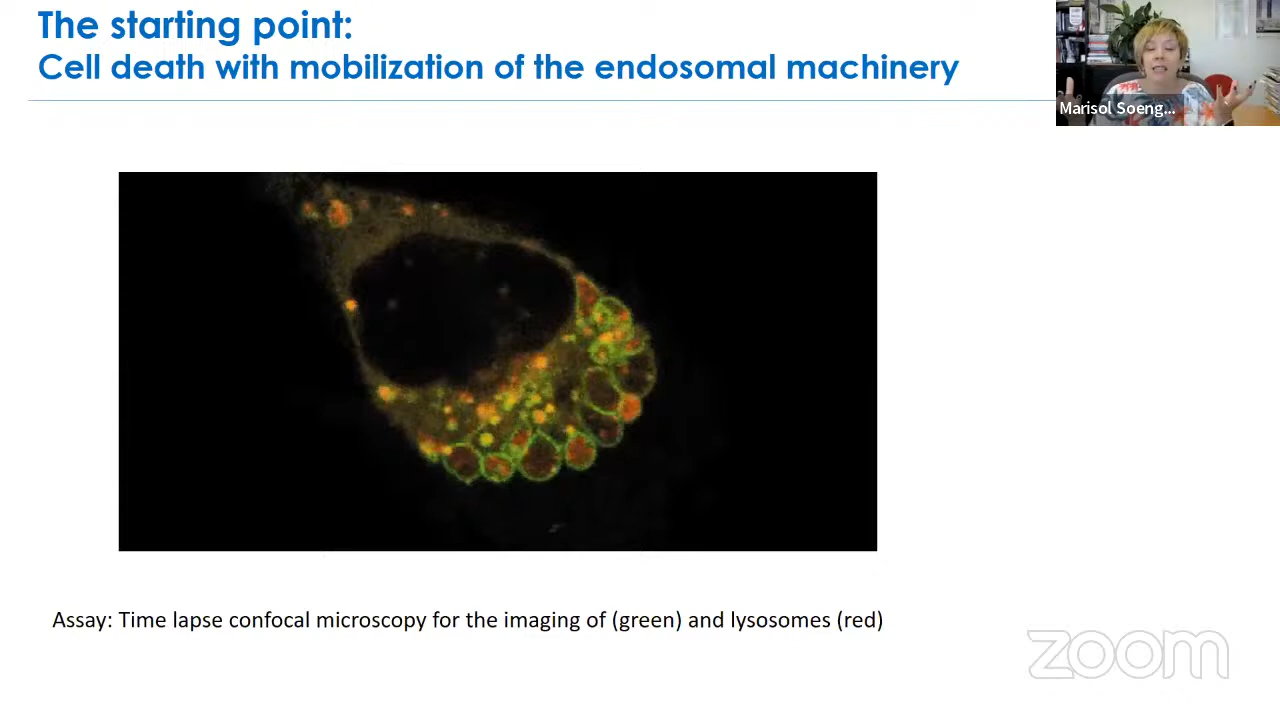 The starting point:
Cell death with mobilization of the endosomal machinery
Marisol Soeng...
Assay: Time lapse confocal microscopy for the imaging of (green) and lysosomes (red)
zoom